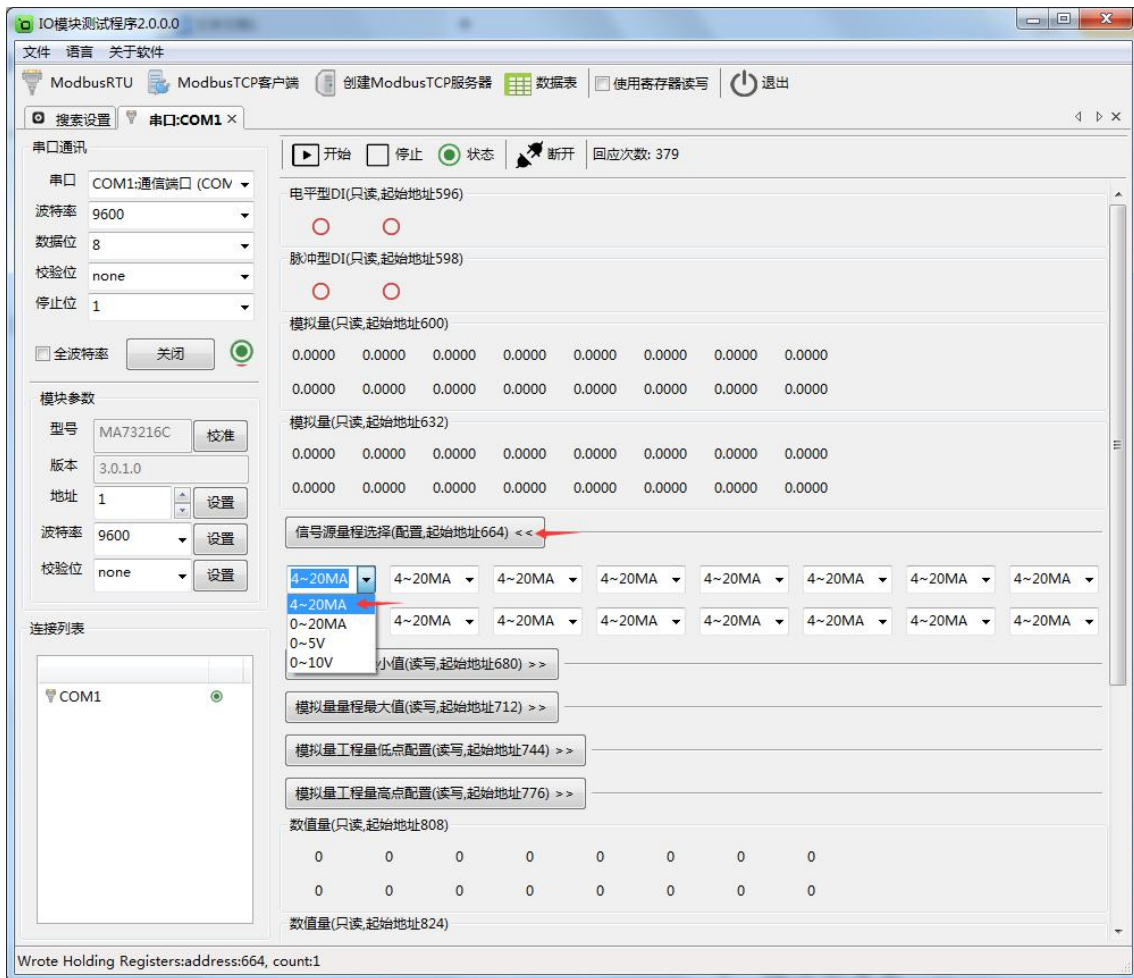 IO模块测试程序2.0.0.0
文件 语言 关于软件
ModbusRTU ModbusTCP客户端 创建ModbusTCP服务器 数据表 使用寄存器读写 退出
搜索设置 串口:COM1
串口通讯
串口 COM1:通信端口 (COM
波特率 9600
数据位 8
校验位 none
停止位 1
全波特率 关闭
模块参数
型号 MA73216C 校准
版本 3.0.1.0
地址 1 设置
波特率 9600 设置
校验位 none 设置
连接列表
COM1
开始 停止 状态 断开 回应次数: 379
电平型DI(只读,起始地址596)
脉冲型DI(只读,起始地址598)
模拟量(只读,起始地址600)
0.0000 0.0000 0.0000 0.0000 0.0000 0.0000 0.0000 0.0000
0.0000 0.0000 0.0000 0.0000 0.0000 0.0000 0.0000 0.0000
模拟量(只读,起始地址632)
0.0000 0.0000 0.0000 0.0000 0.0000 0.0000 0.0000 0.0000
0.0000 0.0000 0.0000 0.0000 0.0000 0.0000 0.0000 0.0000
信号源量程选择(配置,起始地址664) <<
4~20MA 4~20MA 4~20MA 4~20MA 4~20MA 4~20MA 4~20MA 4~20MA
4~20MA
0~20MA
0~5V
0~10V
4~20MA 4~20MA 4~20MA 4~20MA 4~20MA 4~20MA 4~20MA
小值(读写,起始地址680) >>
模拟量量程最大值(读写,起始地址712) >>
模拟量工程量低点配置(读写,起始地址744) >>
模拟量工程量高点配置(读写,起始地址776) >>
数值量(只读,起始地址808)
0 0 0 0 0 0 0 0
0 0 0 0 0 0 0 0
数值量(只读,起始地址824)
Wrote Holding Registers:address:664, count:1